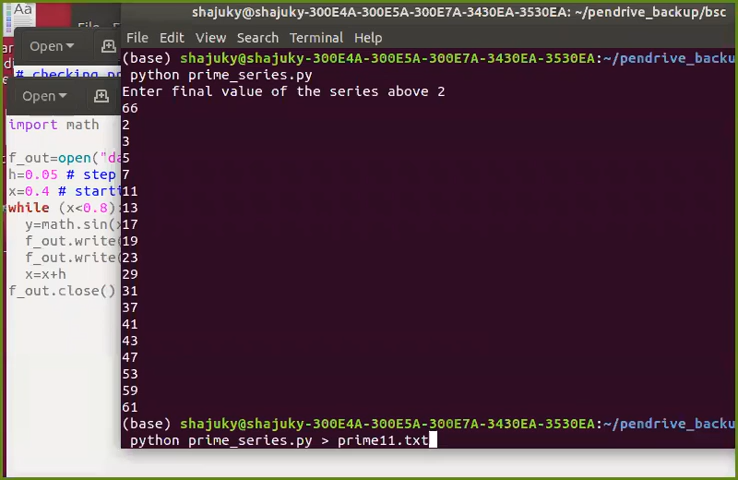 shajuky@shajuky-300E4A-300E5A-300E7A-3430EA-3530EA: ~/pendrive_backup/bsc
Aa
File
Open
# checking
File Edit View Search Terminal Help
(base) shajuky@shajuky-300E4A-300E5A-300E7A-3430EA-3530EA:~/pendrive_backu
python prime_series.py
Enter final value of the series above 2
66
2
3
5
7
11
13
17
19
23
29
31
37
41
43
47
53
59
61
(base) shajuky@shajuky-300E4A-300E5A-300E7A-3430EA-3530EA:~/pendrive_backu
python prime_series.py > prime11.txt
Open
import math
f_out=open("da
h=0.05 # step
x=0.4 # starti
while (x<0.8)
y=math.sin(x
f_out.write(
f_out.write(
x=x+h
f_out.close()